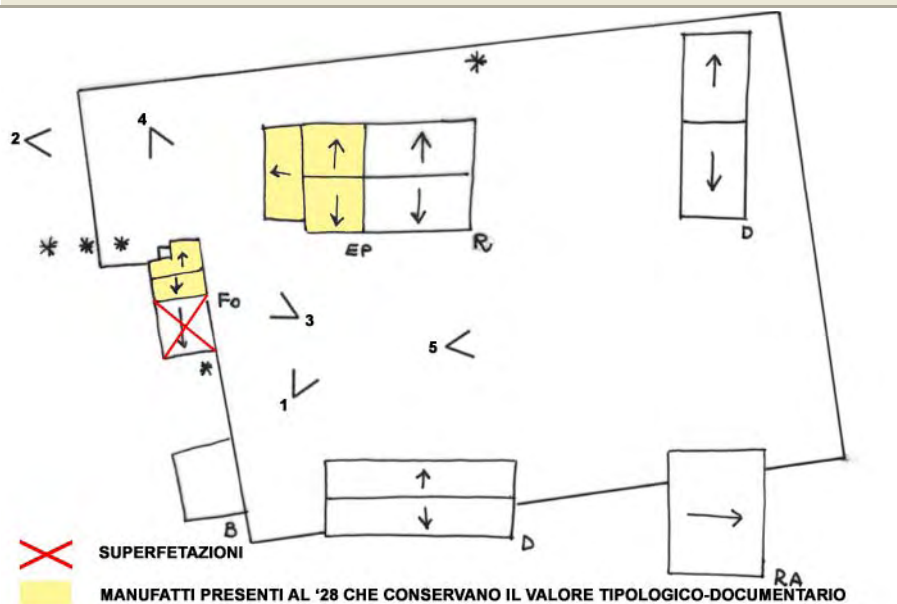 2
4
EP
R
D
Fo
3
5
1
B
D
RA
SUPERFETAZIONI
MANUFATTI PRESENTI AL '28 CHE CONSERVANO IL VALORE TIPOLOGICO-DOCUMENTARIO